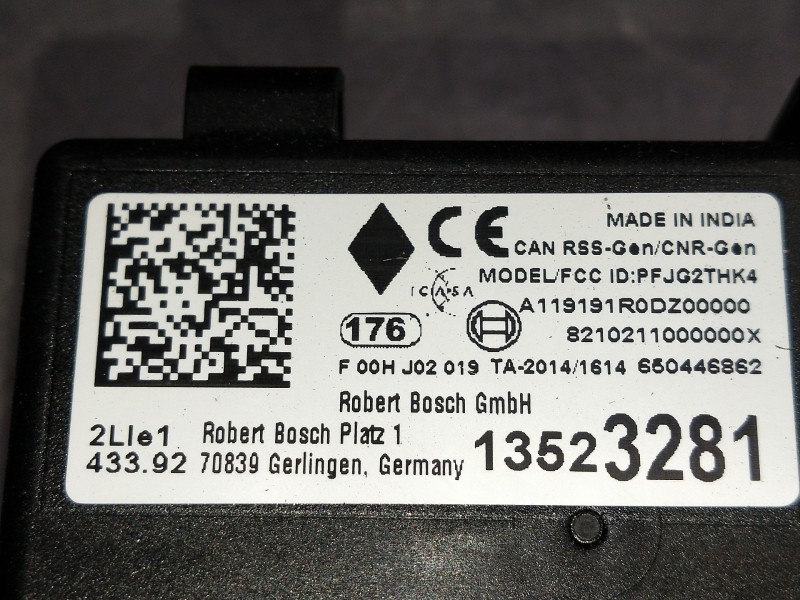 CE
MADE IN INDIA
CAN RSS-Gen/CNR-Gen
MODEL/FCC ID:PFJG2THK4
ICASA
A119191R0DZ00000
176
8210211000000X
F 00H J02 019 TA-2014/1614 650446862
Robert Bosch GmbH
2LIe1 Robert Bosch Platz 1
433.92 70839 Gerlingen, Germany 13523281